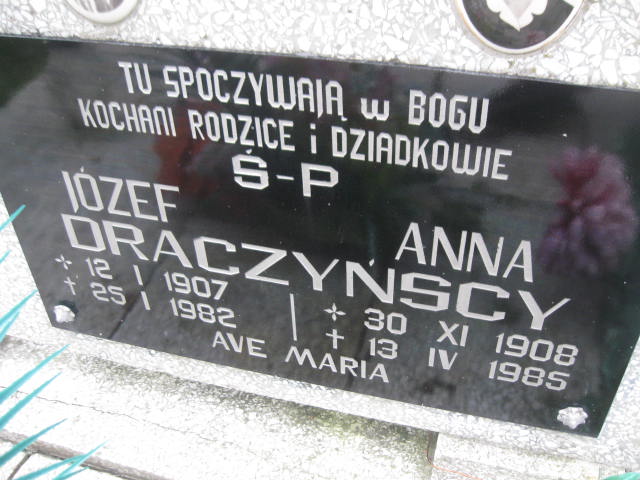 TU SPOCZYWAJĄ W BOGU
KOCHANI RODZICE i DZIADKOWIE
Ś-P
JÓZEF ANNA
DRACZYŃSCY
12 I 1907
✝ 25 I 1982
30 XI 1908
✝ 13 IV 1985
AVE MARIA